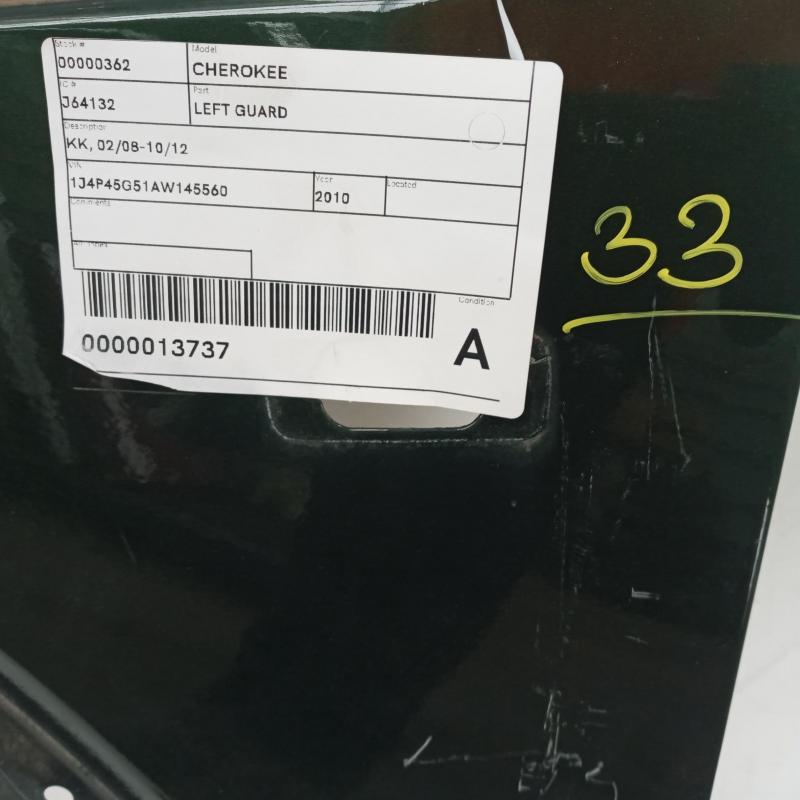 Stock #
00000362
Model
CHEROKEE
IC #
J64132
Part
LEFT GUARD
Description
KK, 02/08-10/12
VIN
1J4P45G51AW145560
Year
2010
Located
Comments
Condition
0000013737
A
33